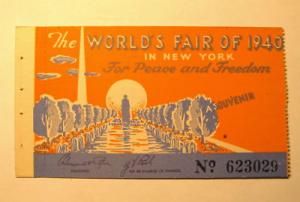 The WORLD'S FAIR OF 1940
IN NEW YORK
For Peace and Freedom
SOUVENIR
No 623029